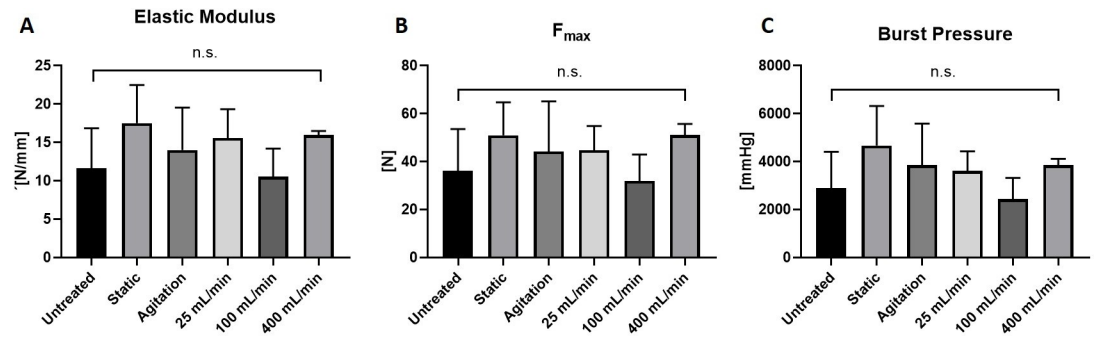 A
Elastic Modulus
n.s.
25
20
15
10
5
0
´[N/mm]
Untreated
Static
Agitation
25 mL/min
100 mL/min
400 mL/min
B
Fmax
n.s.
80
60
40
20
0
[N]
Untreated
Static
Agitation
25 mL/min
100 mL/min
400 mL/min
C
Burst Pressure
n.s.
8000
6000
4000
2000
0
[mmHg]
Untreated
Static
Agitation
25 mL/min
100 mL/min
400 mL/min